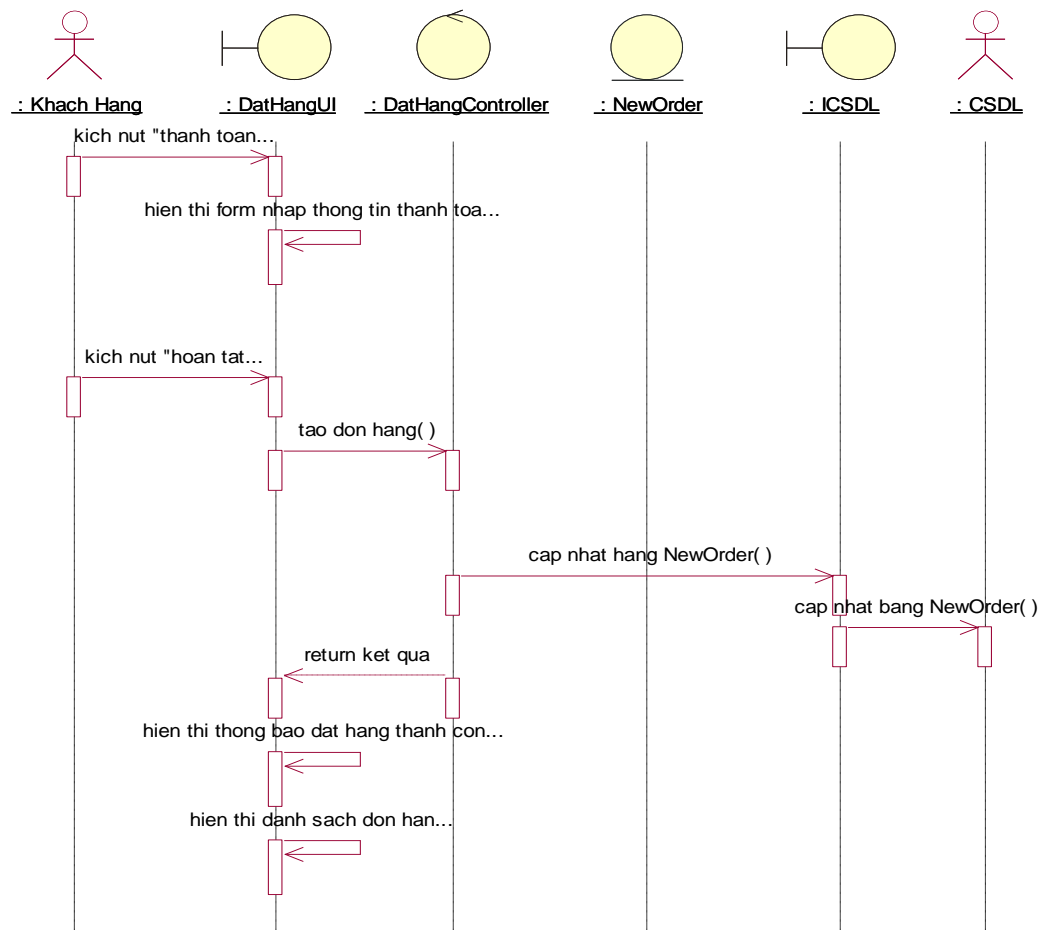 : Khach Hang
: DatHangUI
: DatHangController
: NewOrder
: ICSDL
: CSDL
kich nut "thanh toan...
hien thi form nhap thong tin thanh toa...
kich nut "hoan tat...
tao don hang( )
cap nhat hang NewOrder( )
cap nhat bang NewOrder( )
return ket qua
hien thi thong bao dat hang thanh con...
hien thi danh sach don han...